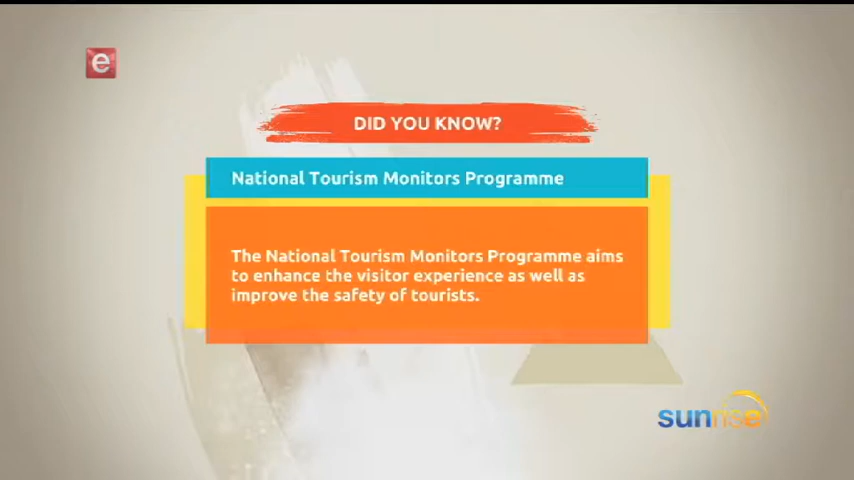 e
DID YOU KNOW?
National Tourism Monitors Programme
The National Tourism Monitors Programme aims
to enhance the visitor experience as well as
improve the safety of tourists.
sunrise